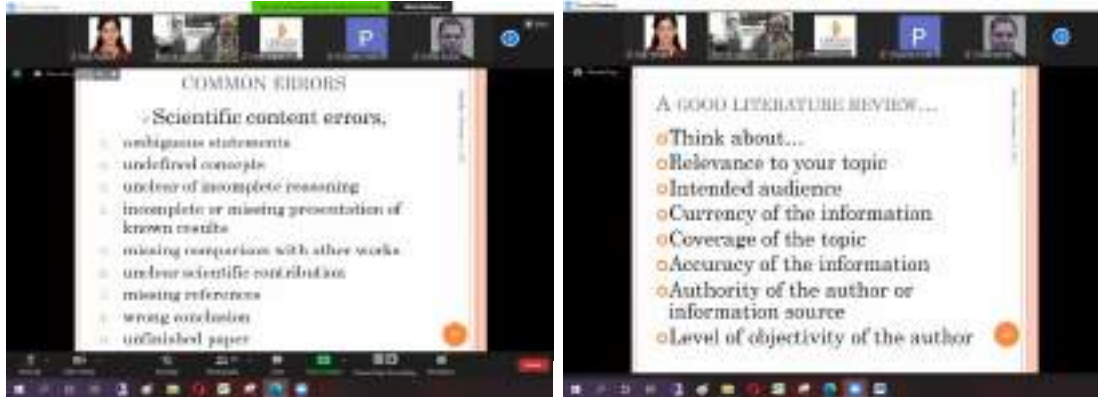 COMMON ERRORS
Scientific content errors,
ambiguous statements
undefined concepts
unclear of incomplete reasoning
incomplete or missing presentation of
known results
missing comparison with other works
unclear scientific contribution
missing references
wrong conclusion
unfinished paper
P
A GOOD LITERATURE REVIEW...
Think about...
Relevance to your topic
Intended audience
Currency of the information
Coverage of the topic
Accuracy of the information
Authority of the author or
information source
Level of objectivity of the author
P